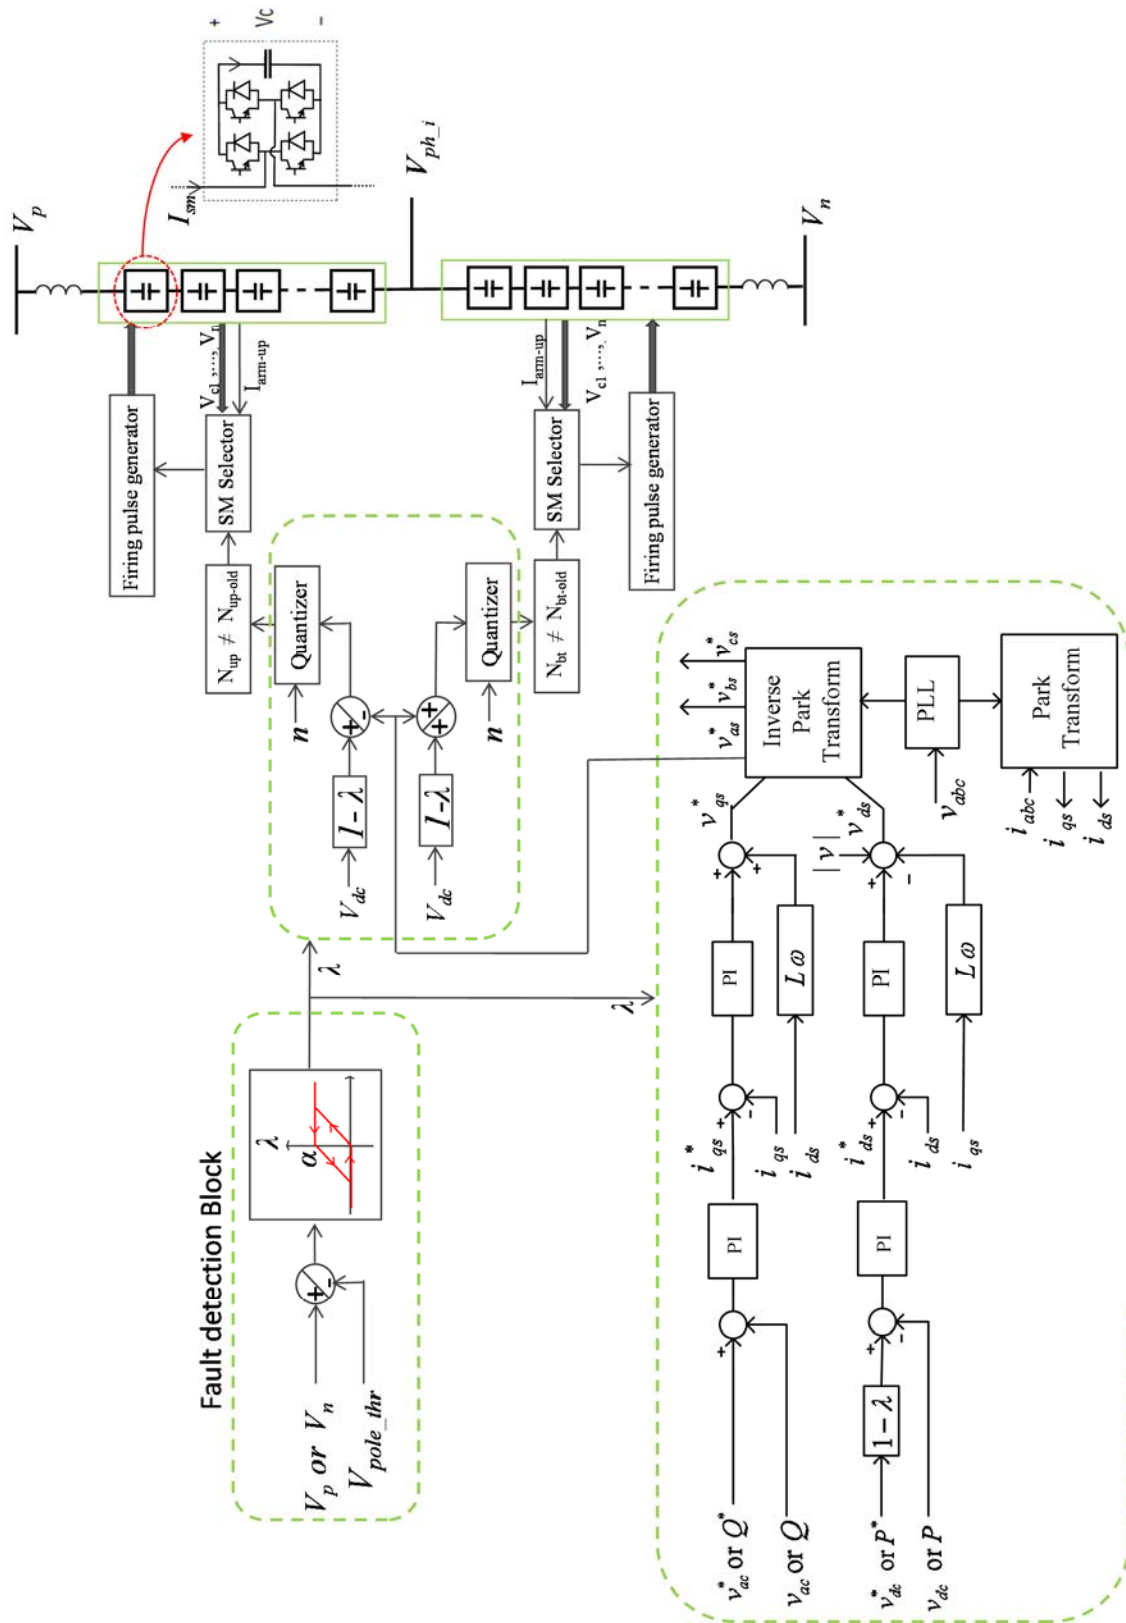 Fault detection Block
V_p or V_n
V_pole_thr
+
-
λ
α
λ
λ
V_dc
1 - λ
+
-
n
Quantizer
V_dc
1 - λ
+
+
n
Quantizer
N_up ≠ N_up-old
SM Selector
Firing pulse generator
V_c1 ,..., V_n
I_arm-up
N_bt ≠ N_bt-old
SM Selector
Firing pulse generator
I_arm-up
V_c1 ,..., V_n
V_p
V_ph_i
V_n
I_sm
+
Vc
-
v*_ac or Q*
v_ac or Q
+
PI
i*_qs
+
-
i_qs
i_ds
PI
Lω
+
+
v*_qs
v*_dc or P*
v_dc or P
1 - λ
+
-
PI
i*_ds
+
-
i_ds
i_qs
PI
Lω
|v|
+
-
v*_ds
Inverse
Park
Transform
v*_as
v*_bs
v*_cs
v_abc
PLL
i_abc
i_qs
i_ds
Park
Transform